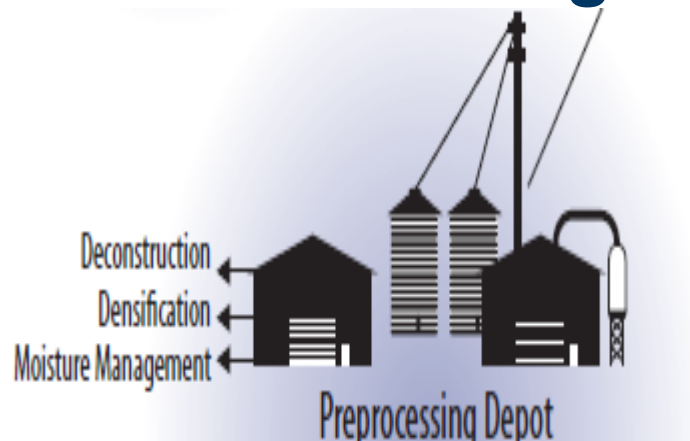 Deconstruction
Densification
Moisture Management
Preprocessing Depot